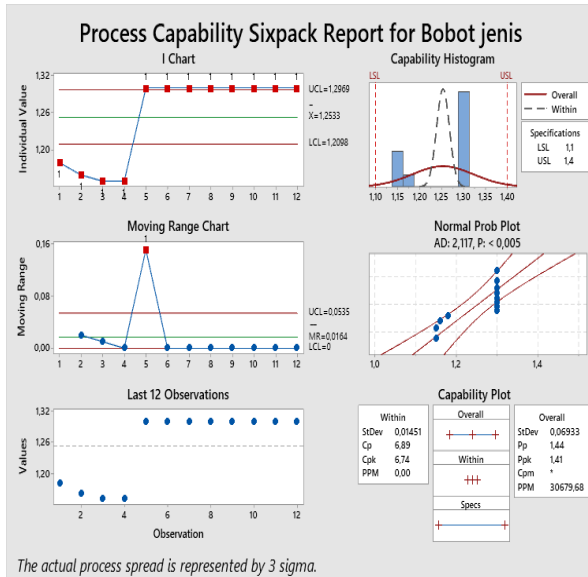 Process Capability Sixpack Report for Bobot jenis
I Chart
Individual Value
1,32
1,26
1,20
1 1 1 1 1 1 1 1
1 1 1 1
UCL=1,2969
_
X=1,2533
LCL=1,2098
1 2 3 4 5 6 7 8 9 10 11 12
Capability Histogram
LSL USL
Overall
Within
Specifications
LSL 1,1
USL 1,4
1,10 1,15 1,20 1,25 1,30 1,35 1,40
Moving Range Chart
Moving Range
0,16
0,08
0,00
1
UCL=0,0535
__
MR=0,0164
LCL=0
1 2 3 4 5 6 7 8 9 10 11 12
Normal Prob Plot
AD: 2,117, P: < 0,005
1,0 1,2 1,4
Last 12 Observations
Values
1,32
1,26
1,20
2 4 6 8 10 12
Observation
Capability Plot
Within
StDev 0,01451
Cp 6,89
Cpk 6,74
PPM 0,00
Overall
Within
Specs
Overall
StDev 0,06933
Pp 1,44
Ppk 1,41
Cpm *
PPM 30679,68
The actual process spread is represented by 3 sigma.